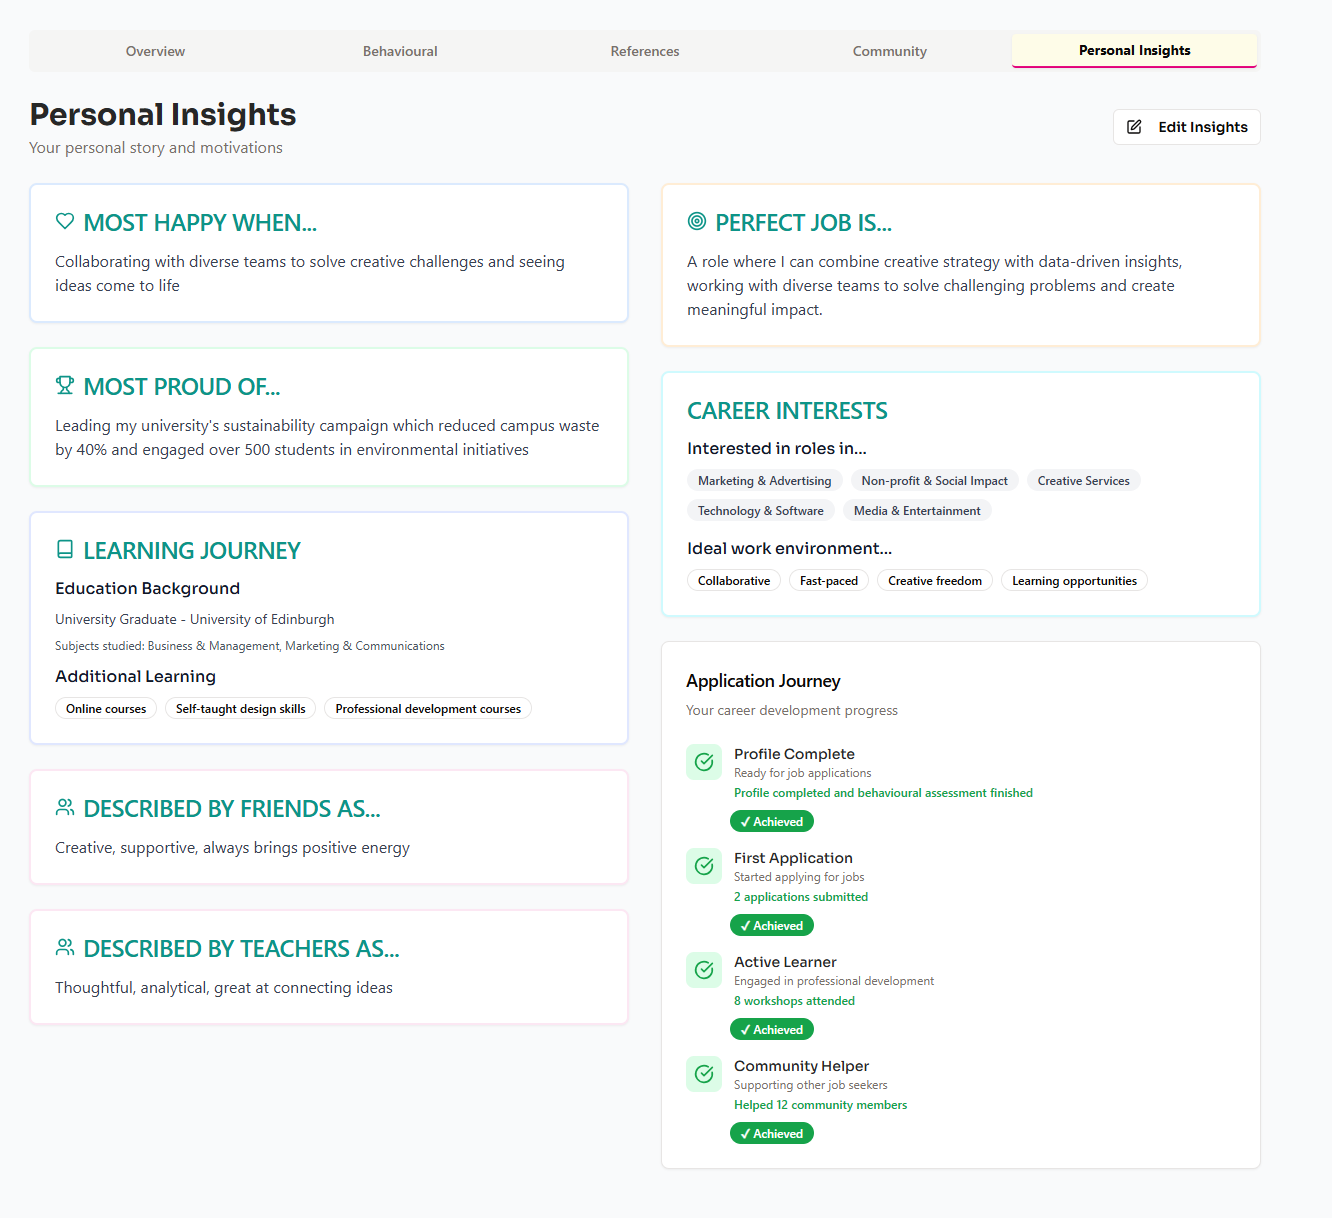 Overview
Behavioural
References
Community
Personal Insights
Personal Insights
Your personal story and motivations
Edit Insights
MOST HAPPY WHEN...
Collaborating with diverse teams to solve creative challenges and seeing
ideas come to life
MOST PROUD OF...
Leading my university's sustainability campaign which reduced campus waste
by 40% and engaged over 500 students in environmental initiatives
LEARNING JOURNEY
Education Background
University Graduate - University of Edinburgh
Subjects studied: Business & Management, Marketing & Communications
Additional Learning
Online courses
Self-taught design skills
Professional development courses
DESCRIBED BY FRIENDS AS...
Creative, supportive, always brings positive energy
DESCRIBED BY TEACHERS AS...
Thoughtful, analytical, great at connecting ideas
PERFECT JOB IS...
A role where I can combine creative strategy with data-driven insights,
working with diverse teams to solve challenging problems and create
meaningful impact.
CAREER INTERESTS
Interested in roles in...
Marketing & Advertising
Non-profit & Social Impact
Creative Services
Technology & Software
Media & Entertainment
Ideal work environment...
Collaborative
Fast-paced
Creative freedom
Learning opportunities
Application Journey
Your career development progress
Profile Complete
Ready for job applications
Profile completed and behavioural assessment finished
✓ Achieved
First Application
Started applying for jobs
2 applications submitted
✓ Achieved
Active Learner
Engaged in professional development
8 workshops attended
✓ Achieved
Community Helper
Supporting other job seekers
Helped 12 community members
✓ Achieved